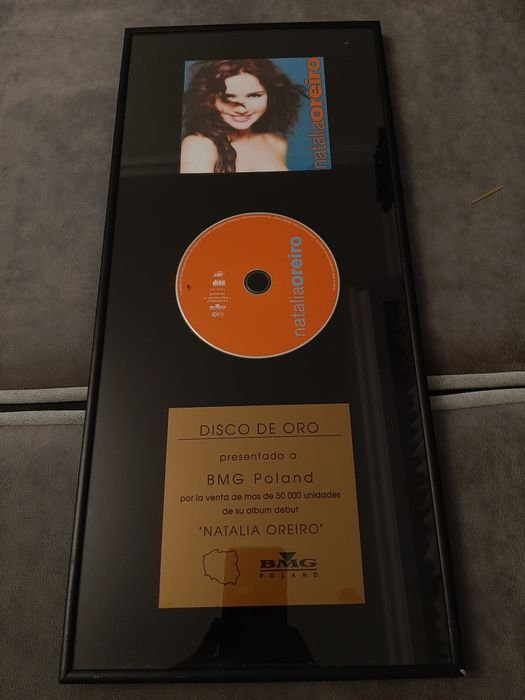 nataliaoreiro
nataliaoreiro
DISCO DE ORO
presentado a
BMG Poland
por la venta de mas de 50 000 unidades
de su album debut
"NATALIA OREIRO"
BMG
POLAND